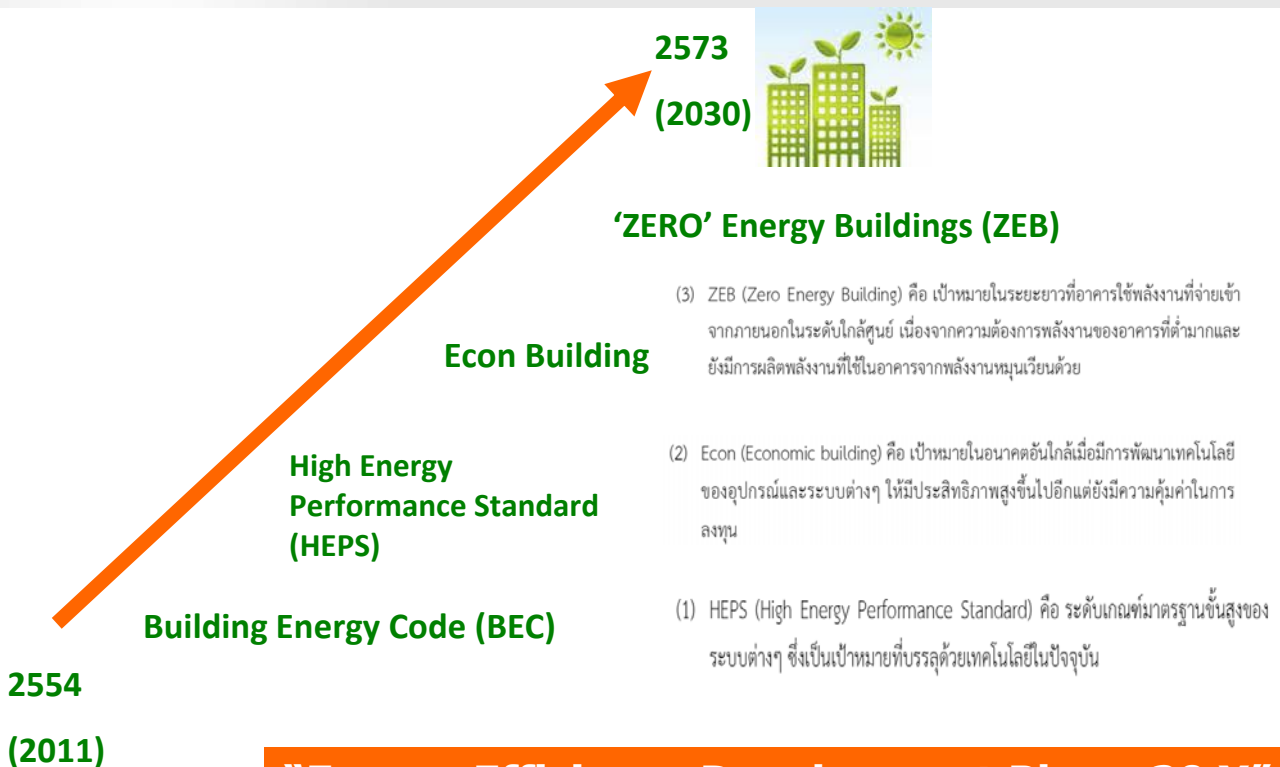 2573
(2030)
‘ZERO’ Energy Buildings (ZEB)
(3) ZEB (Zero Energy Building) คือ เป้าหมายในระยะยาวที่อาคารใช้พลังงานที่จ่ายเข้า
จากภายนอกในระดับใกล้ศูนย์ เนื่องจากความต้องการพลังงานของอาคารที่ต่ำมากและ
ยังมีการผลิตพลังงานที่ใช้ในอาคารจากพลังงานหมุนเวียนด้วย
Econ Building
(2) Econ (Economic building) คือ เป้าหมายในอนาคตอันใกล้เมื่อมีการพัฒนาเทคโนโลยี
ของอุปกรณ์และระบบต่างๆ ให้มีประสิทธิภาพสูงขึ้นไปอีกแต่ยังมีความคุ้มค่าในการ
ลงทุน
High Energy
Performance Standard
(HEPS)
(1) HEPS (High Energy Performance Standard) คือ ระดับเกณฑ์มาตรฐานขั้นสูงของ
ระบบต่างๆ ซึ่งเป็นเป้าหมายที่บรรลุด้วยเทคโนโลยีในปัจจุบัน
Building Energy Code (BEC)
2554
(2011)